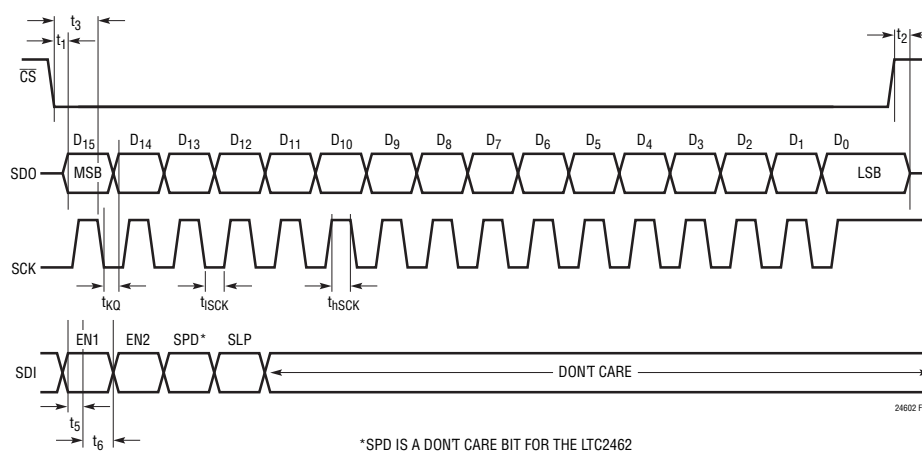 t3
t1
t2
CS
D15 D14 D13 D12 D11 D10 D9 D8 D7 D6 D5 D4 D3 D2 D1 D0
SDO MSB LSB
SCK
tKQ tlSCK thSCK
EN1 EN2 SPD* SLP
SDI DON'T CARE
24602 F
t5
t6
*SPD IS A DON'T CARE BIT FOR THE LTC2462